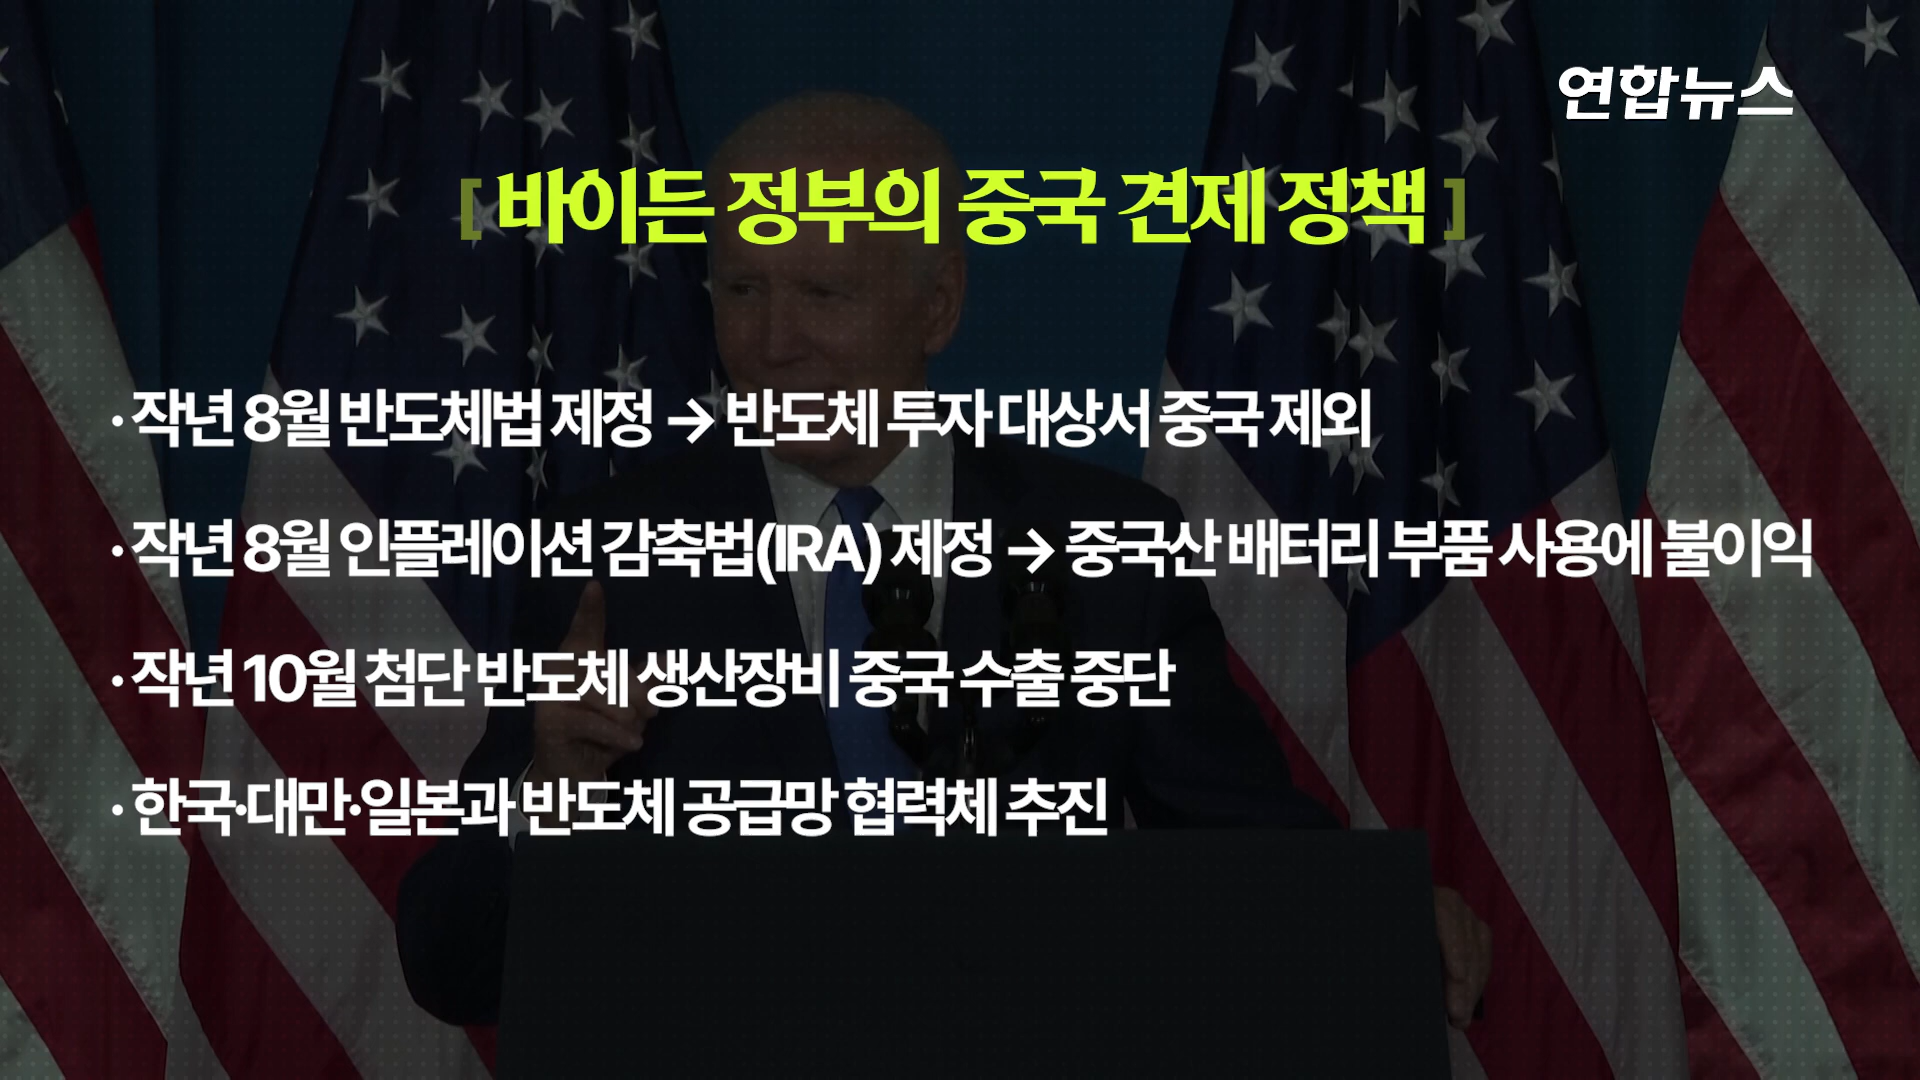 연합뉴스
[ 바이든 정부의 중국 견제 정책 ]
· 작년 8월 반도체법 제정 → 반도체 투자 대상서 중국 제외
· 작년 8월 인플레이션 감축법(IRA) 제정 → 중국산 배터리 부품 사용에 불이익
· 작년 10월 첨단 반도체 생산장비 중국 수출 중단
· 한국·대만·일본과 반도체 공급망 협력체 추진